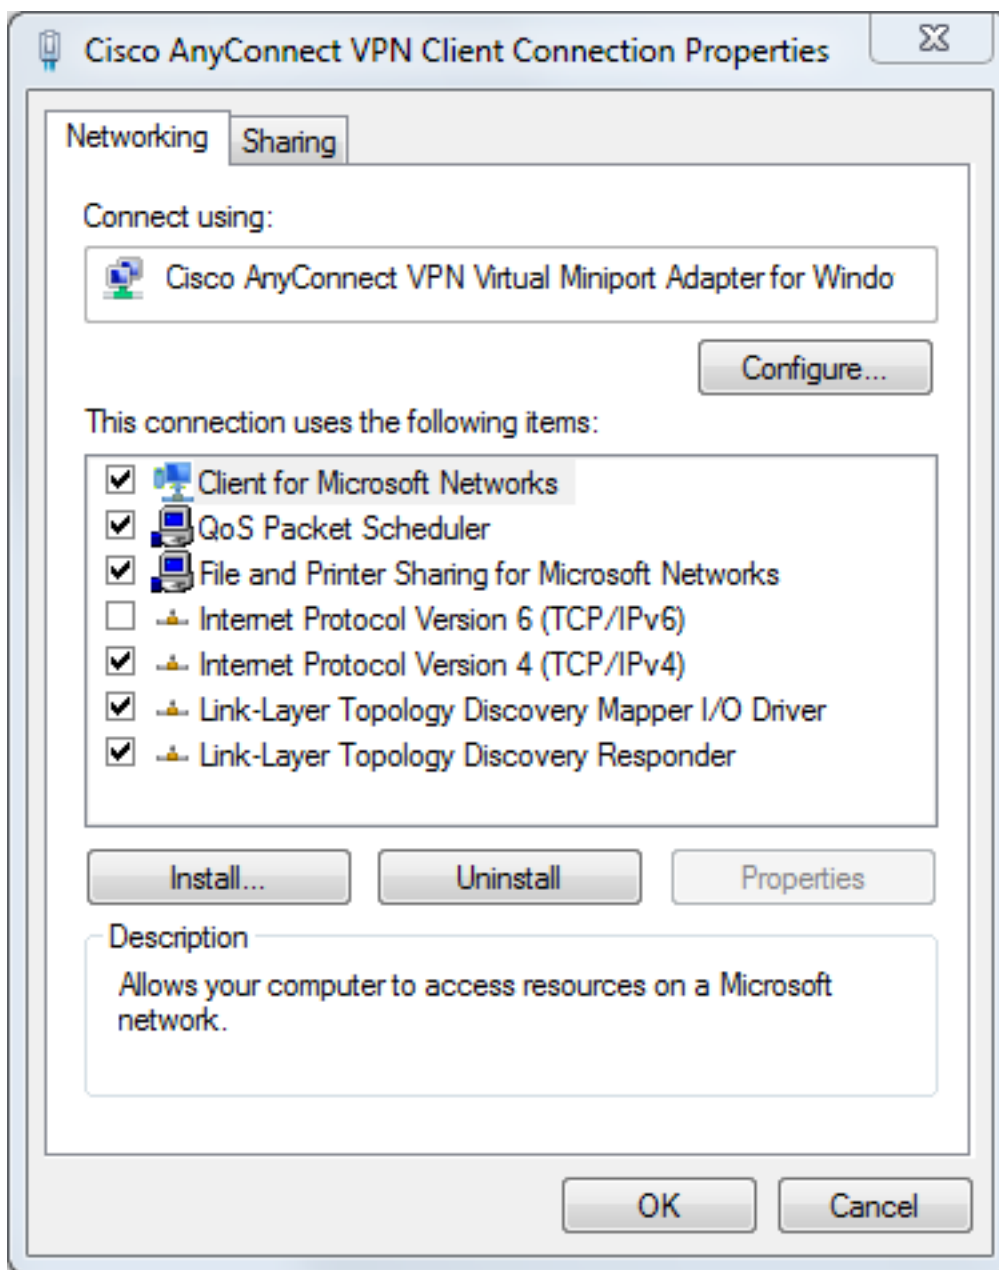 Cisco AnyConnect VPN Client Connection Properties
Networking
Sharing
Connect using:
Cisco AnyConnect VPN Virtual Miniport Adapter for Windo
Configure...
This connection uses the following items:
Client for Microsoft Networks
QoS Packet Scheduler
File and Printer Sharing for Microsoft Networks
Internet Protocol Version 6 (TCP/IPv6)
Internet Protocol Version 4 (TCP/IPv4)
Link-Layer Topology Discovery Mapper I/O Driver
Link-Layer Topology Discovery Responder
Install...
Uninstall
Properties
Description
Allows your computer to access resources on a Microsoft
network.
OK
Cancel